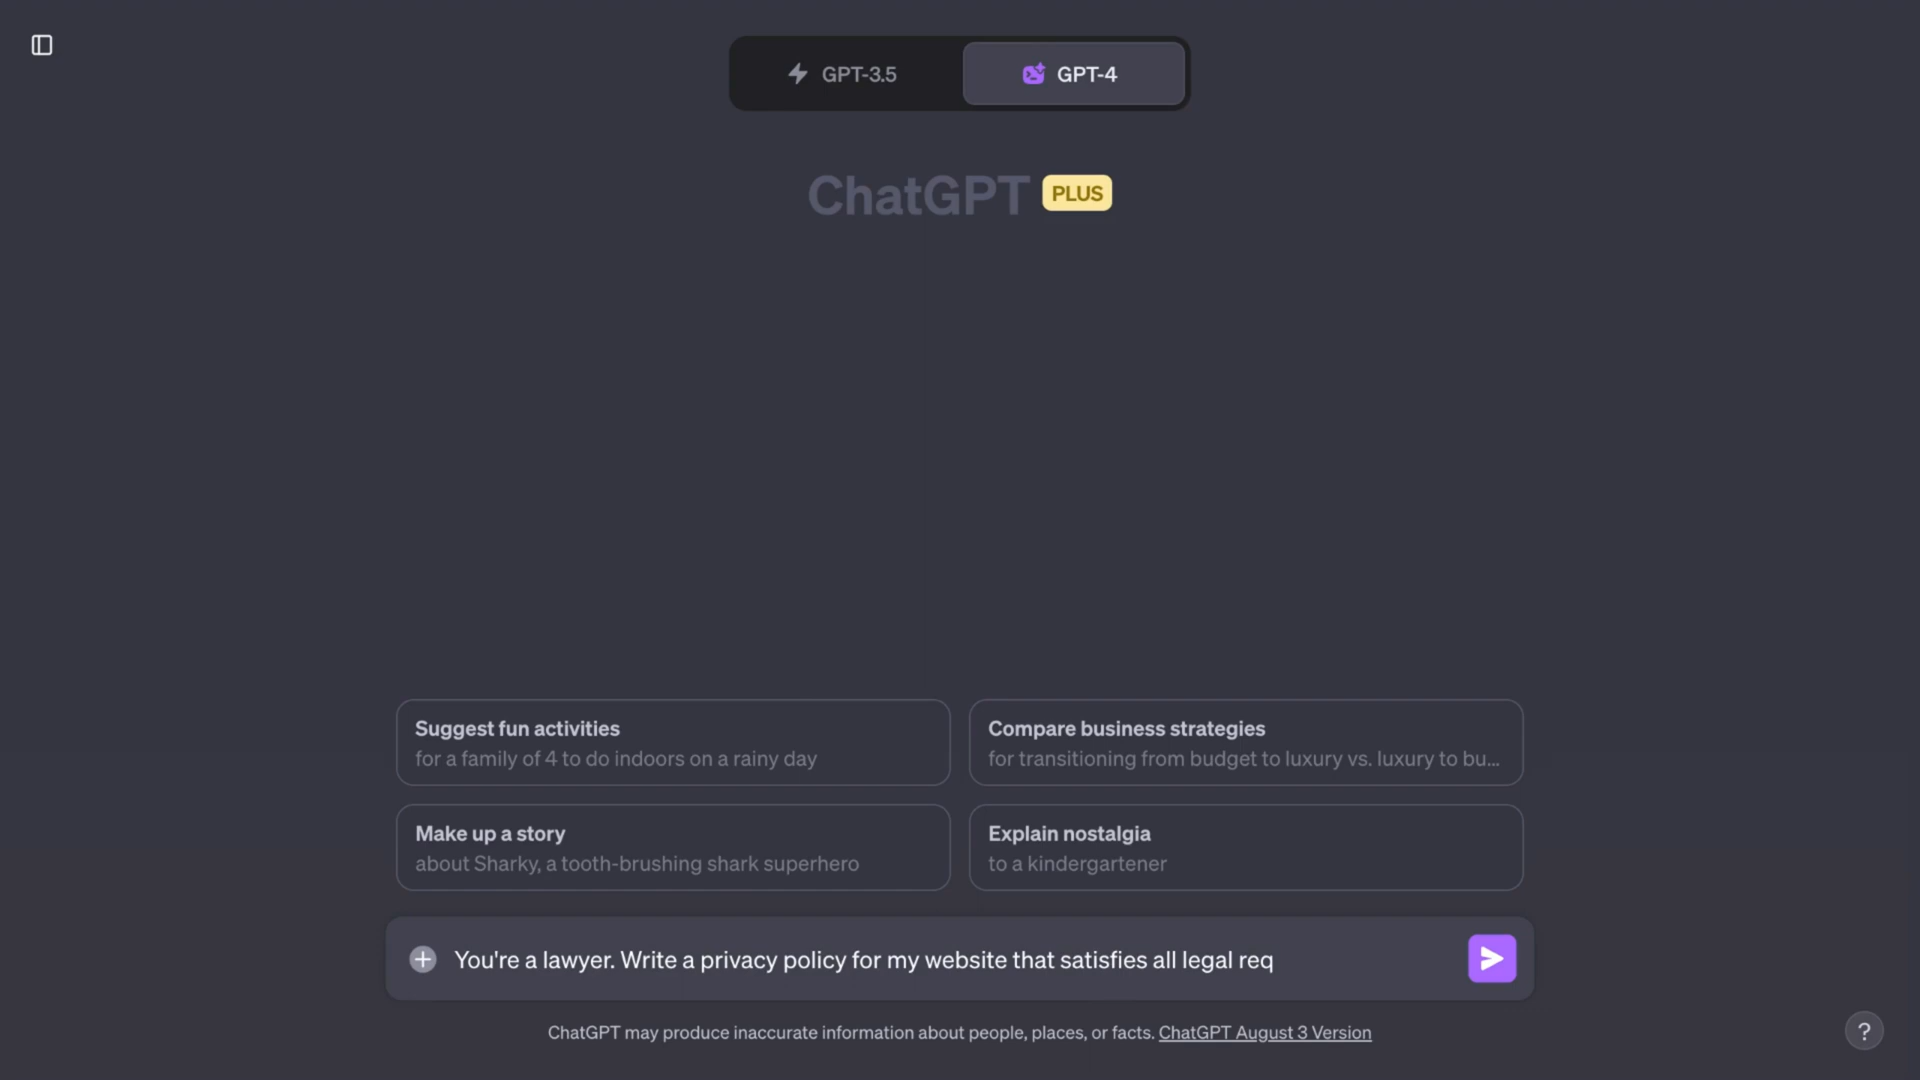 GPT-3.5
GPT-4
ChatGPT PLUS
Suggest fun activities
for a family of 4 to do indoors on a rainy day
Compare business strategies
for transitioning from budget to luxury vs. luxury to bu...
Make up a story
about Sharky, a tooth-brushing shark superhero
Explain nostalgia
to a kindergartener
You're a lawyer. Write a privacy policy for my website that satisfies all legal req
ChatGPT may produce inaccurate information about people, places, or facts. ChatGPT August 3 Version
?